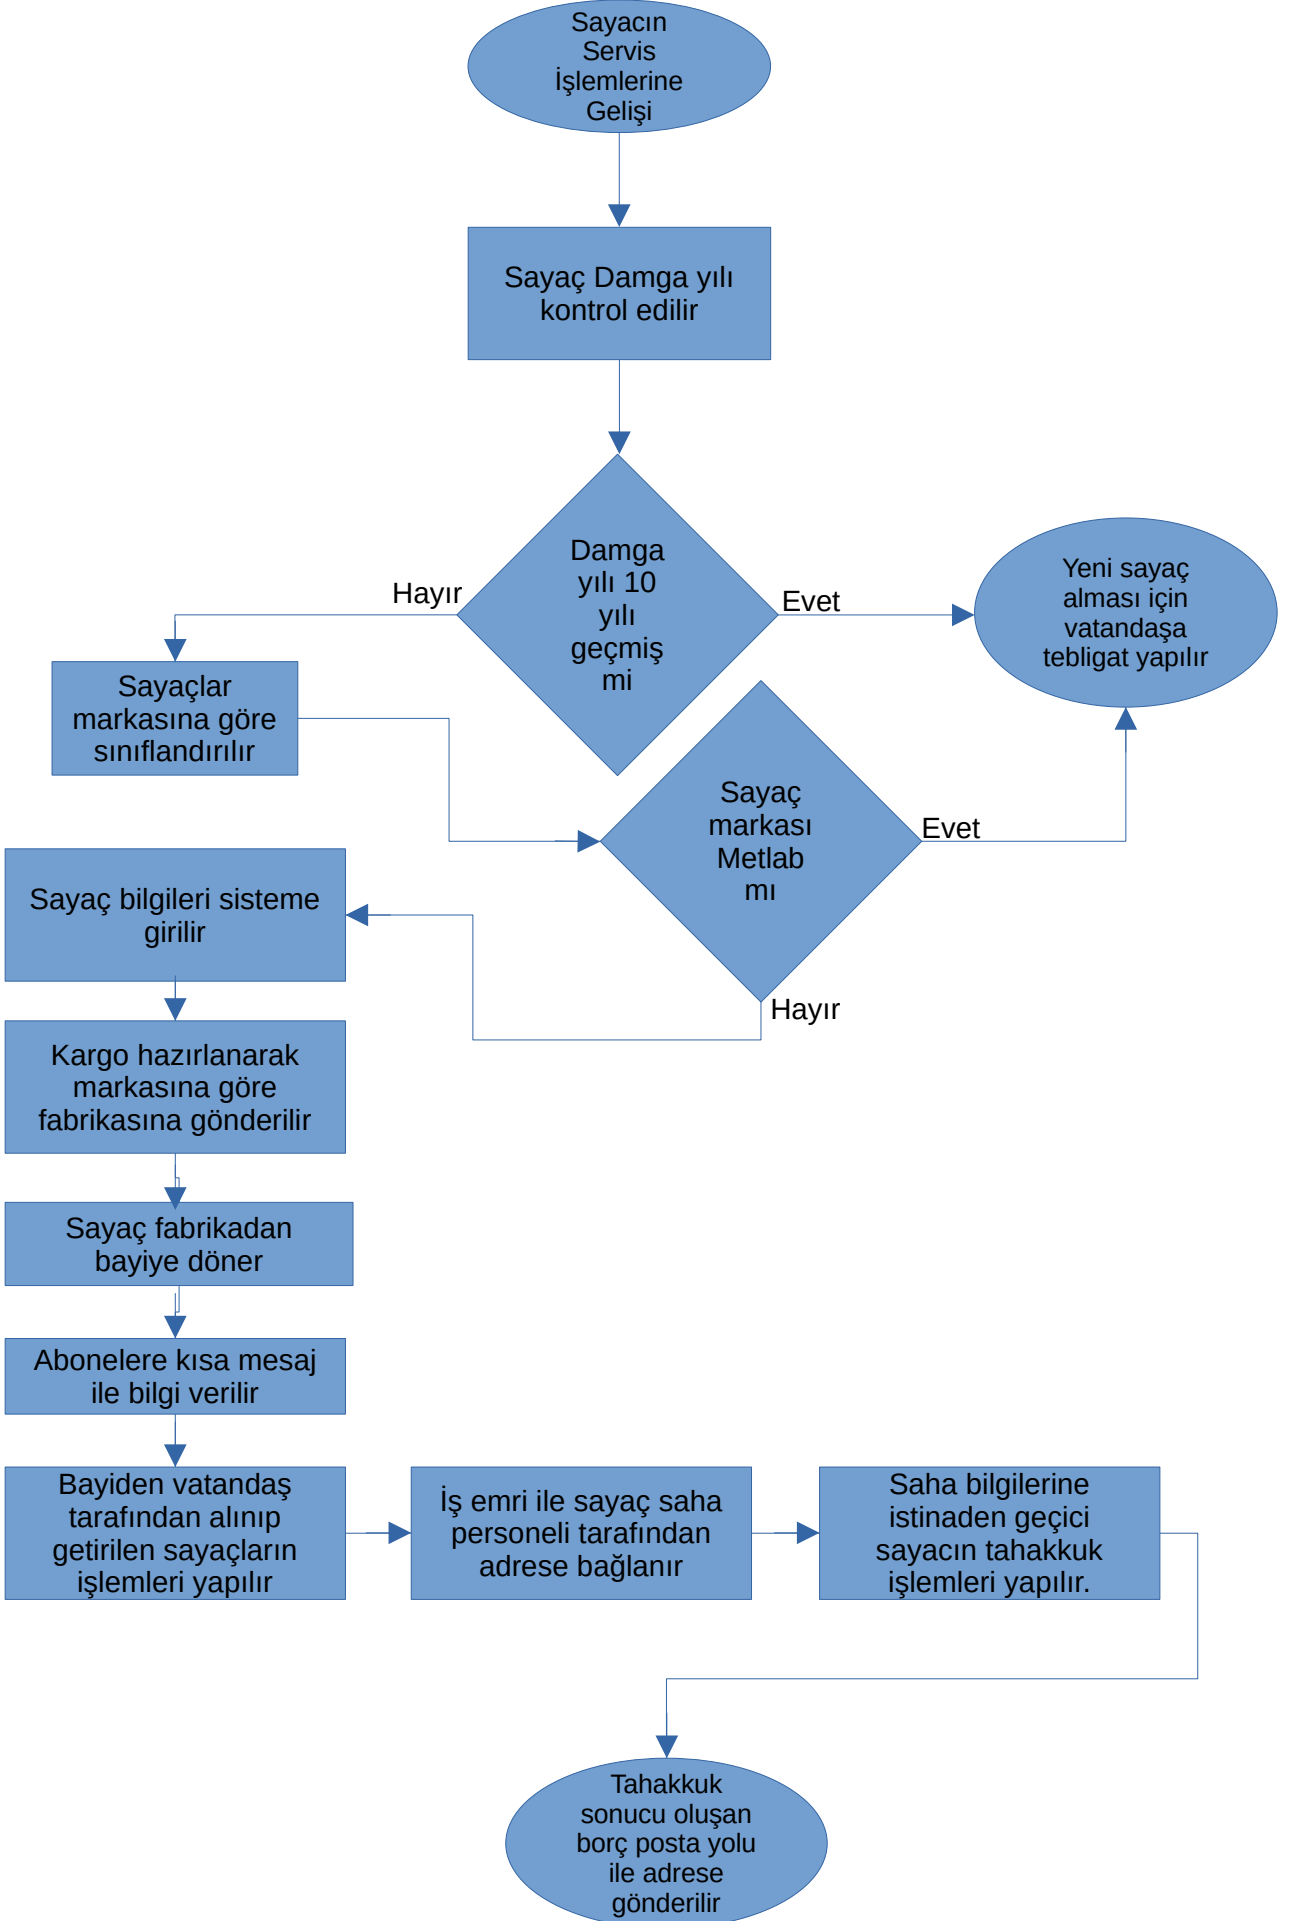 Sayacın
Servis
İşlemlerine
Gelişi
Sayaç Damga yılı
kontrol edilir
Damga
yılı 10
yılı
geçmiş
mi
Hayır
Evet
Yeni sayaç
alması için
vatandaşa
tebligat yapılır
Sayaçlar
markasına göre
sınıflandırılır
Sayaç
markası
Metlab
mı
Evet
Hayır
Sayaç bilgileri sisteme
girilir
Kargo hazırlanarak
markasına göre
fabrikasına gönderilir
Sayaç fabrikadan
bayiye döner
Abonelere kısa mesaj
ile bilgi verilir
Bayiden vatandaş
tarafından alınıp
getirilen sayaçların
işlemleri yapılır
İş emri ile sayaç saha
personeli tarafından
adrese bağlanır
Saha bilgilerine
istinaden geçici
sayacın tahakkuk
işlemleri yapılır.
Tahakkuk
sonucu oluşan
borç posta yolu
ile adrese
gönderilir